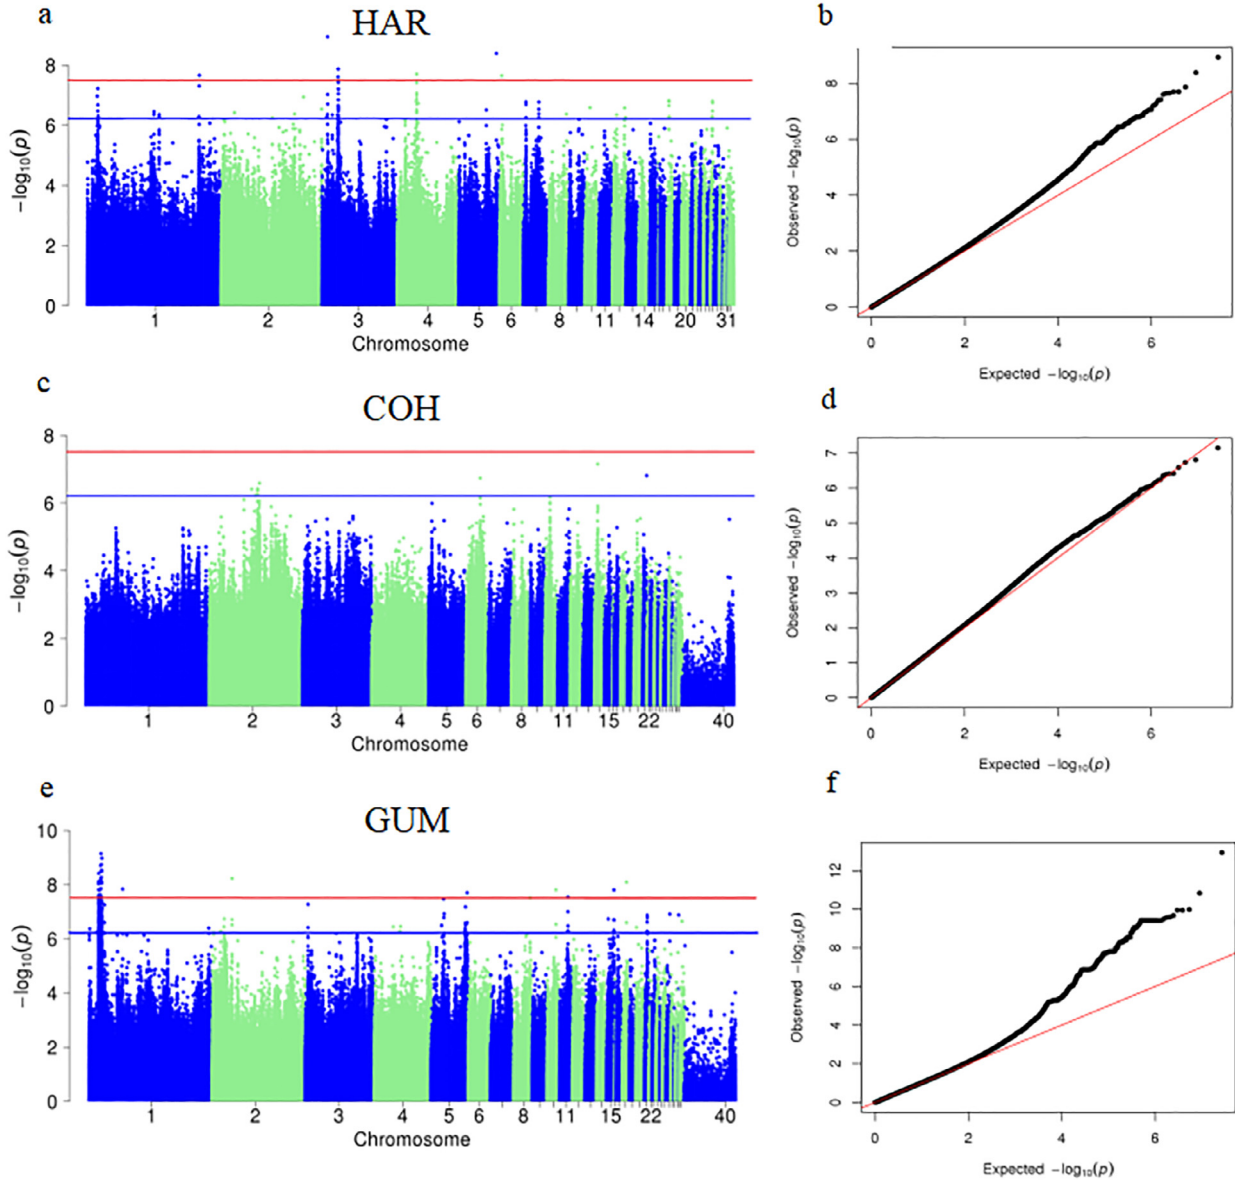 a
HAR
8
6
4
2
0
−log10(p)
1 2 3 4 5 6 8 11 14 20 31
Chromosome
b
8
6
4
2
0
Observed −log10(p)
0 2 4 6
Expected −log10(p)
c
COH
8
6
4
2
0
−log10(p)
1 2 3 4 5 6 8 11 15 22 40
Chromosome
d
7
6
5
4
3
2
1
0
Observed −log10(p)
0 2 4 6
Expected −log10(p)
e
GUM
10
8
6
4
2
0
−log10(p)
1 2 3 4 5 6 8 11 15 22 40
Chromosome
f
12
10
8
6
4
2
0
Observed −log10(p)
0 2 4 6
Expected −log10(p)